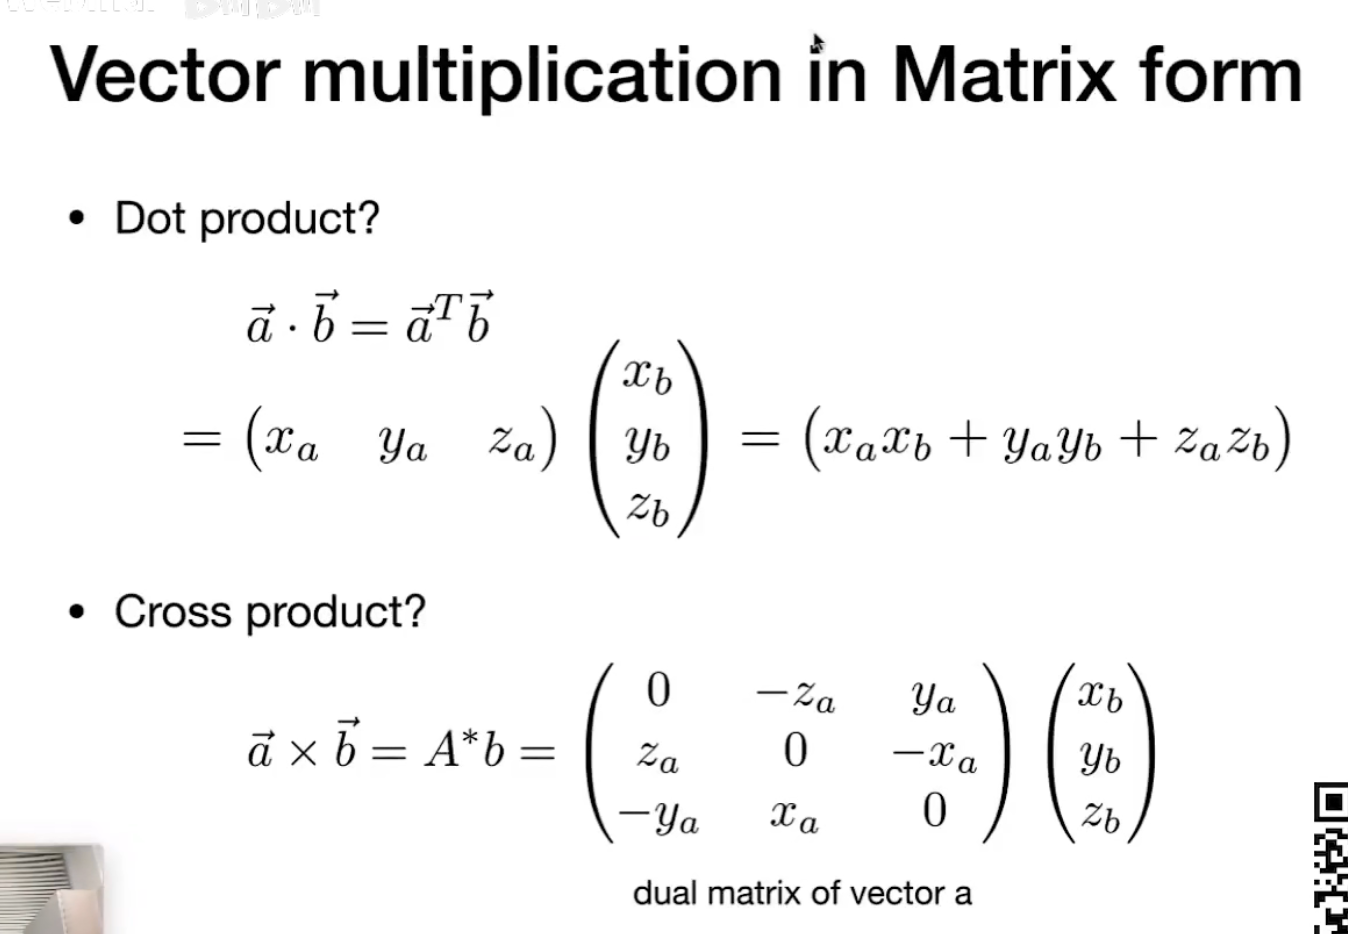 Vector multiplication in Matrix form
• Dot product?
$\vec{a} \cdot \vec{b} = \vec{a}^T \vec{b}$
$= \begin{pmatrix} x_a & y_a & z_a \end{pmatrix} \begin{pmatrix} x_b \\ y_b \\ z_b \end{pmatrix} = \begin{pmatrix} x_a x_b + y_a y_b + z_a z_b \end{pmatrix}$
• Cross product?
$\vec{a} \times \vec{b} = A^* b = \begin{pmatrix} 0 & -z_a & y_a \\ z_a & 0 & -x_a \\ -y_a & x_a & 0 \end{pmatrix} \begin{pmatrix} x_b \\ y_b \\ z_b \end{pmatrix}$
dual matrix of vector a